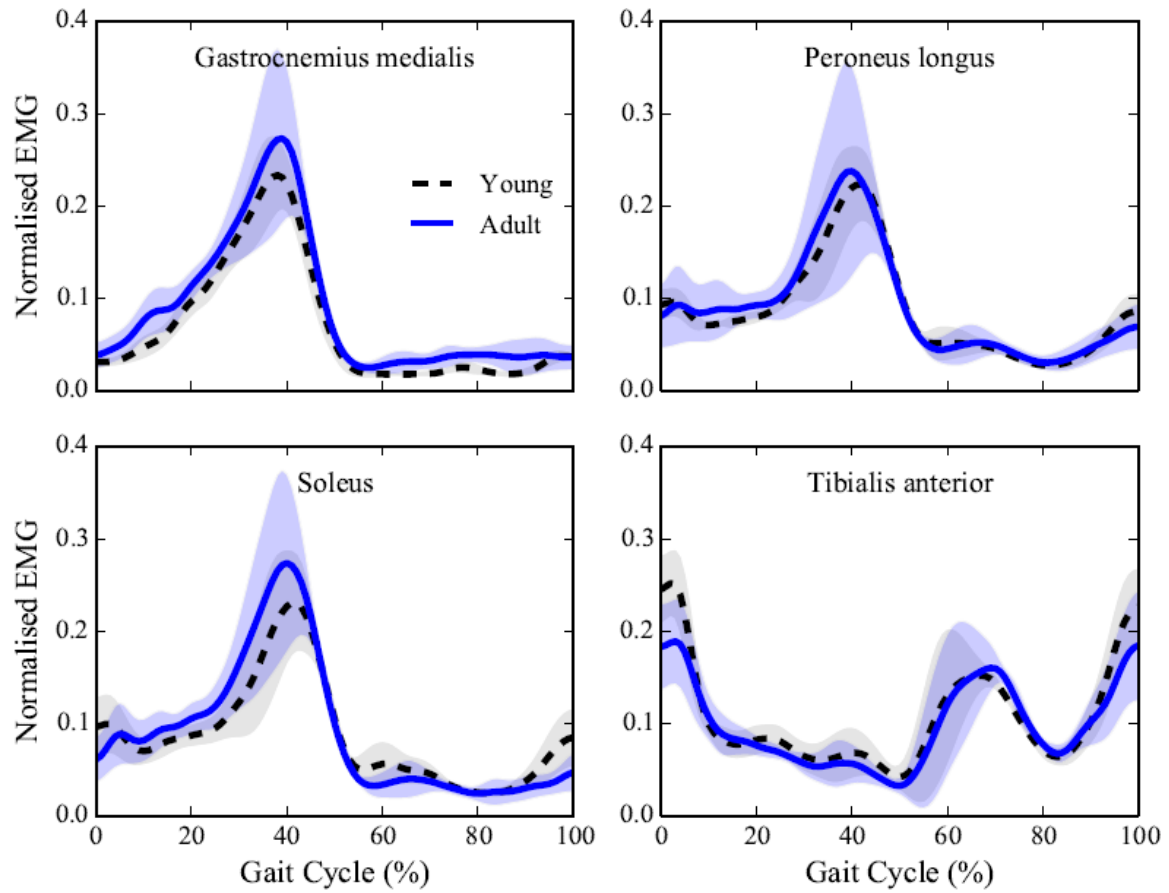 Gastrocnemius medialis
Peroneus longus
Normalised EMG
0.4
0.3
0.2
0.1
0.0
Young
Adult
0.4
0.3
0.2
0.1
0.0
Soleus
Tibialis anterior
Normalised EMG
0.4
0.3
0.2
0.1
0.0
0 20 40 60 80 100
Gait Cycle (%)
0.4
0.3
0.2
0.1
0.0
0 20 40 60 80 100
Gait Cycle (%)